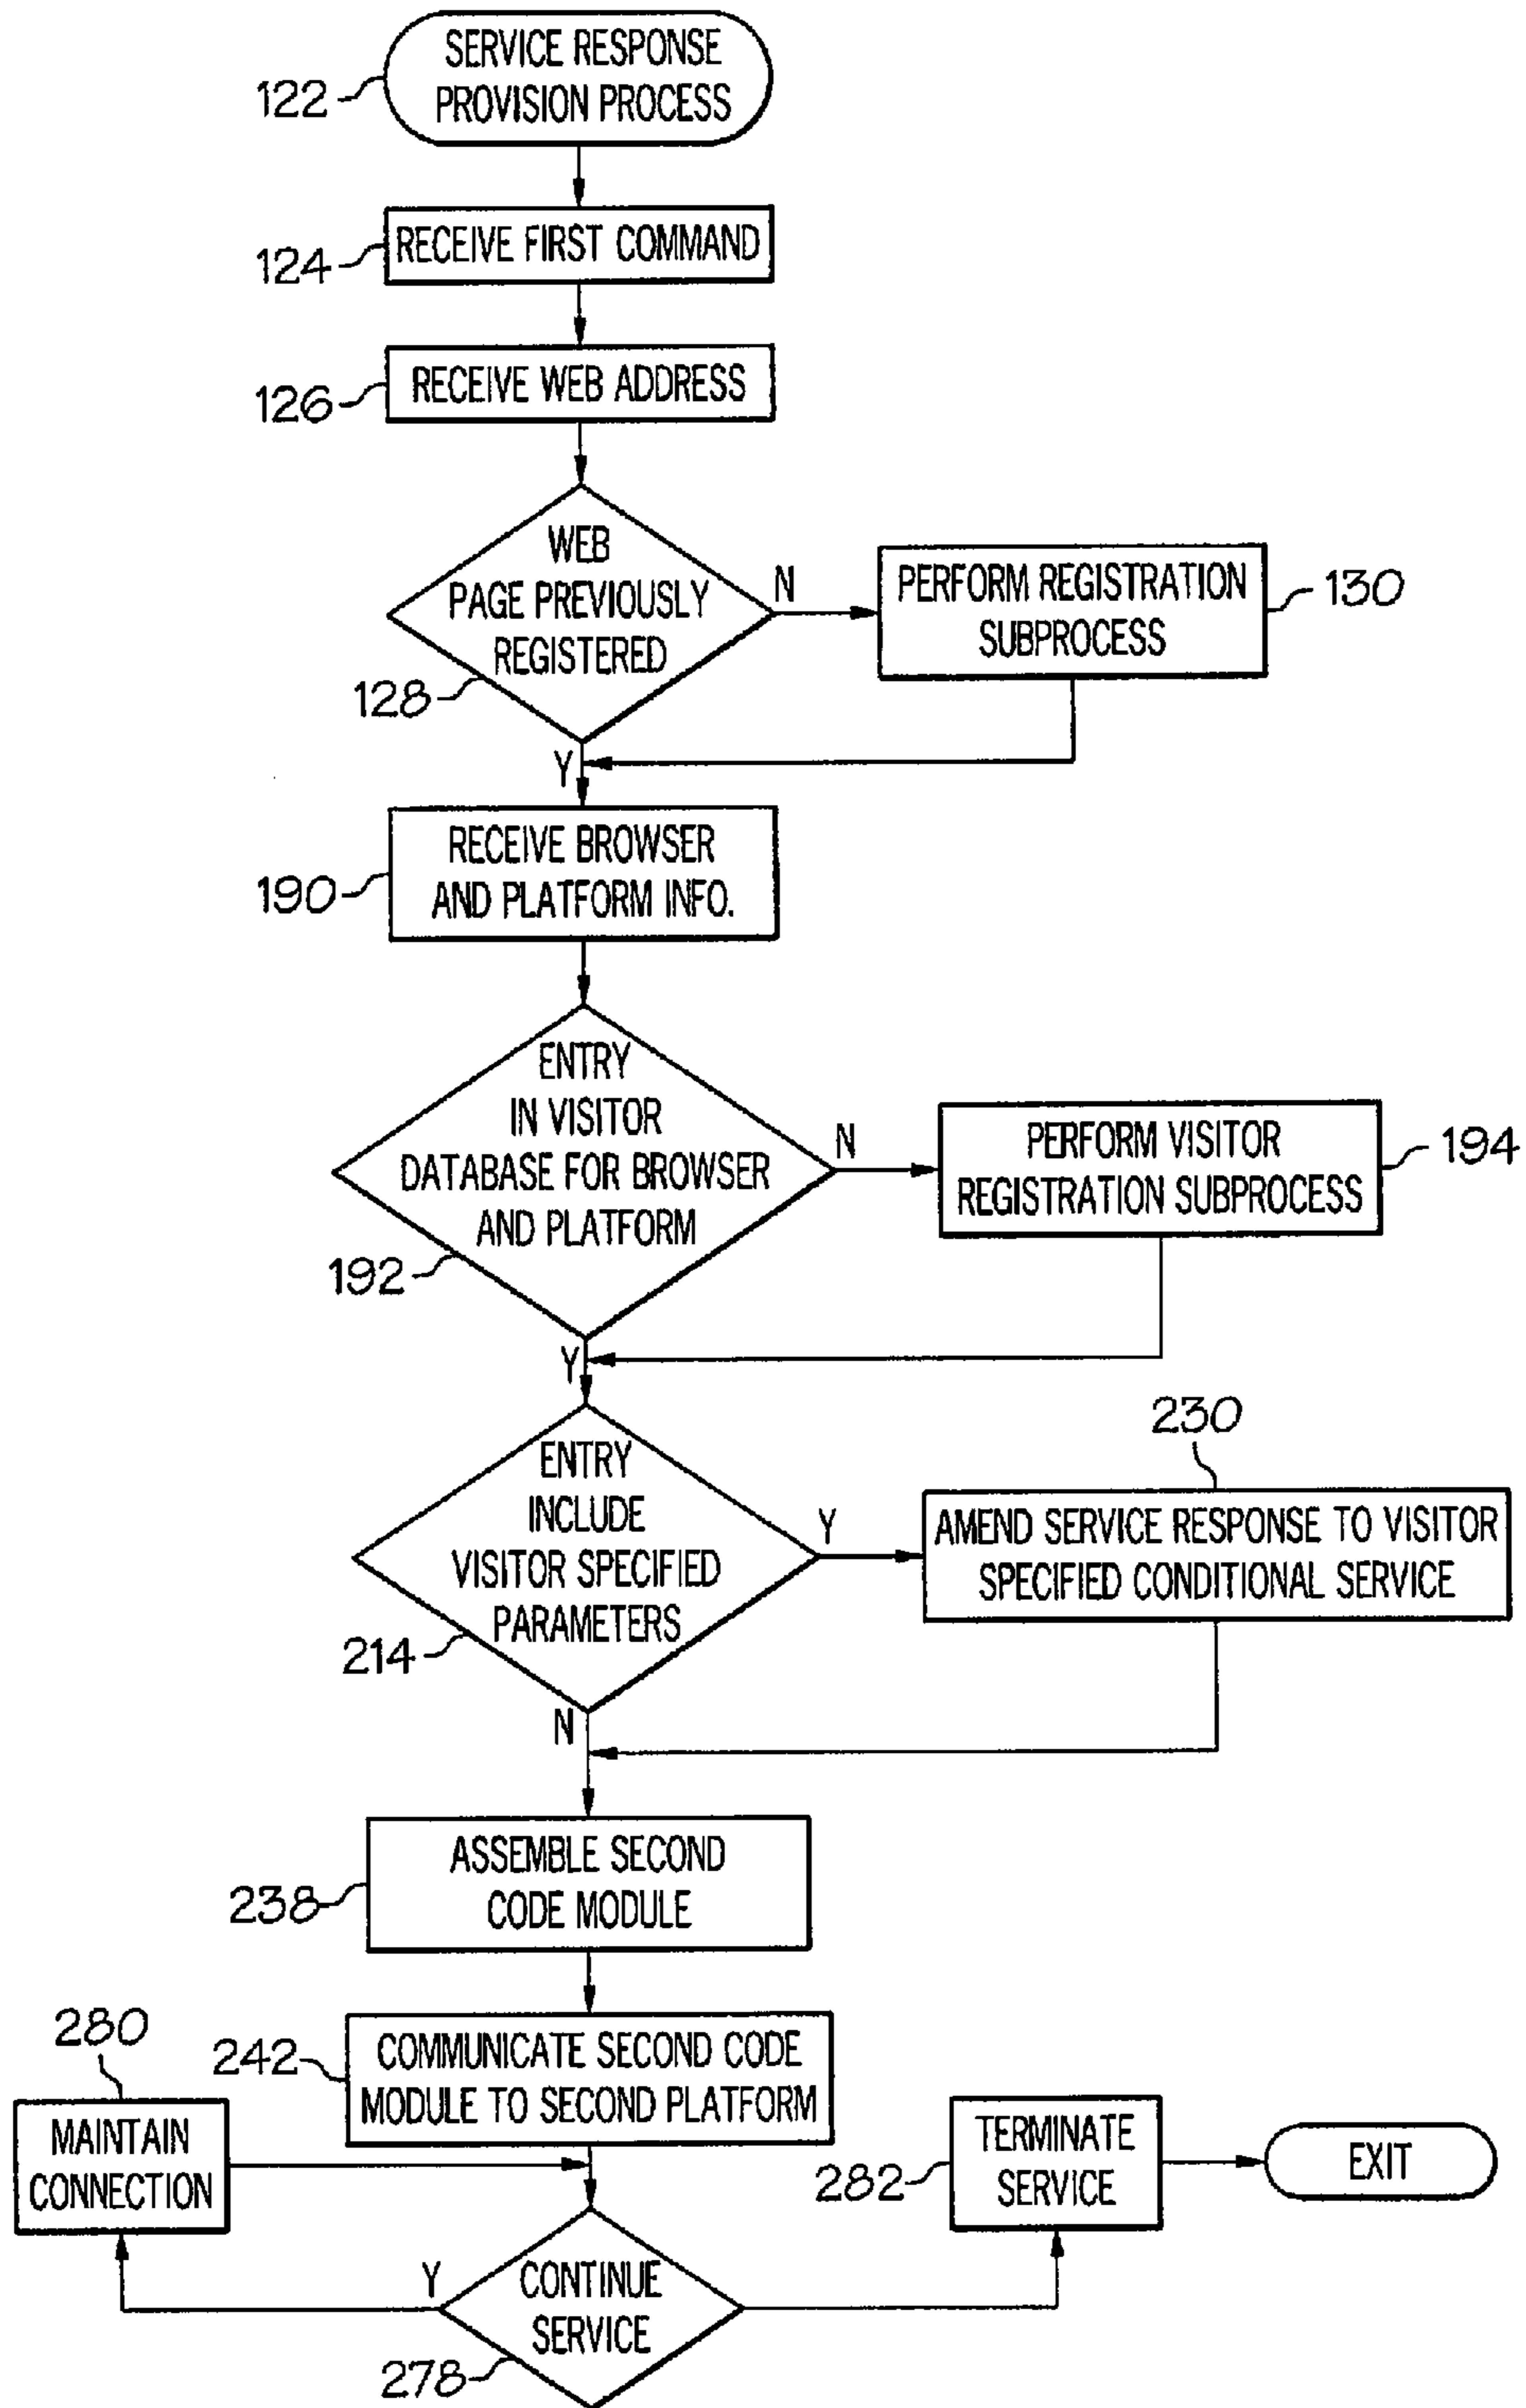 SERVICE RESPONSE
PROVISION PROCESS
122
RECEIVE FIRST COMMAND
124
RECEIVE WEB ADDRESS
126
WEB
PAGE PREVIOUSLY
REGISTERED
128
N
PERFORM REGISTRATION
SUBPROCESS
130
Y
RECEIVE BROWSER
AND PLATFORM INFO.
190
ENTRY
IN VISITOR
DATABASE FOR BROWSER
AND PLATFORM
192
N
PERFORM VISITOR
REGISTRATION SUBPROCESS
194
Y
ENTRY
INCLUDE
VISITOR SPECIFIED
PARAMETERS
214
Y
230
AMEND SERVICE RESPONSE TO VISITOR
SPECIFIED CONDITIONAL SERVICE
N
ASSEMBLE SECOND
CODE MODULE
238
COMMUNICATE SECOND CODE
MODULE TO SECOND PLATFORM
242
280
MAINTAIN
CONNECTION
Y
CONTINUE
SERVICE
278
TERMINATE
SERVICE
282
EXIT